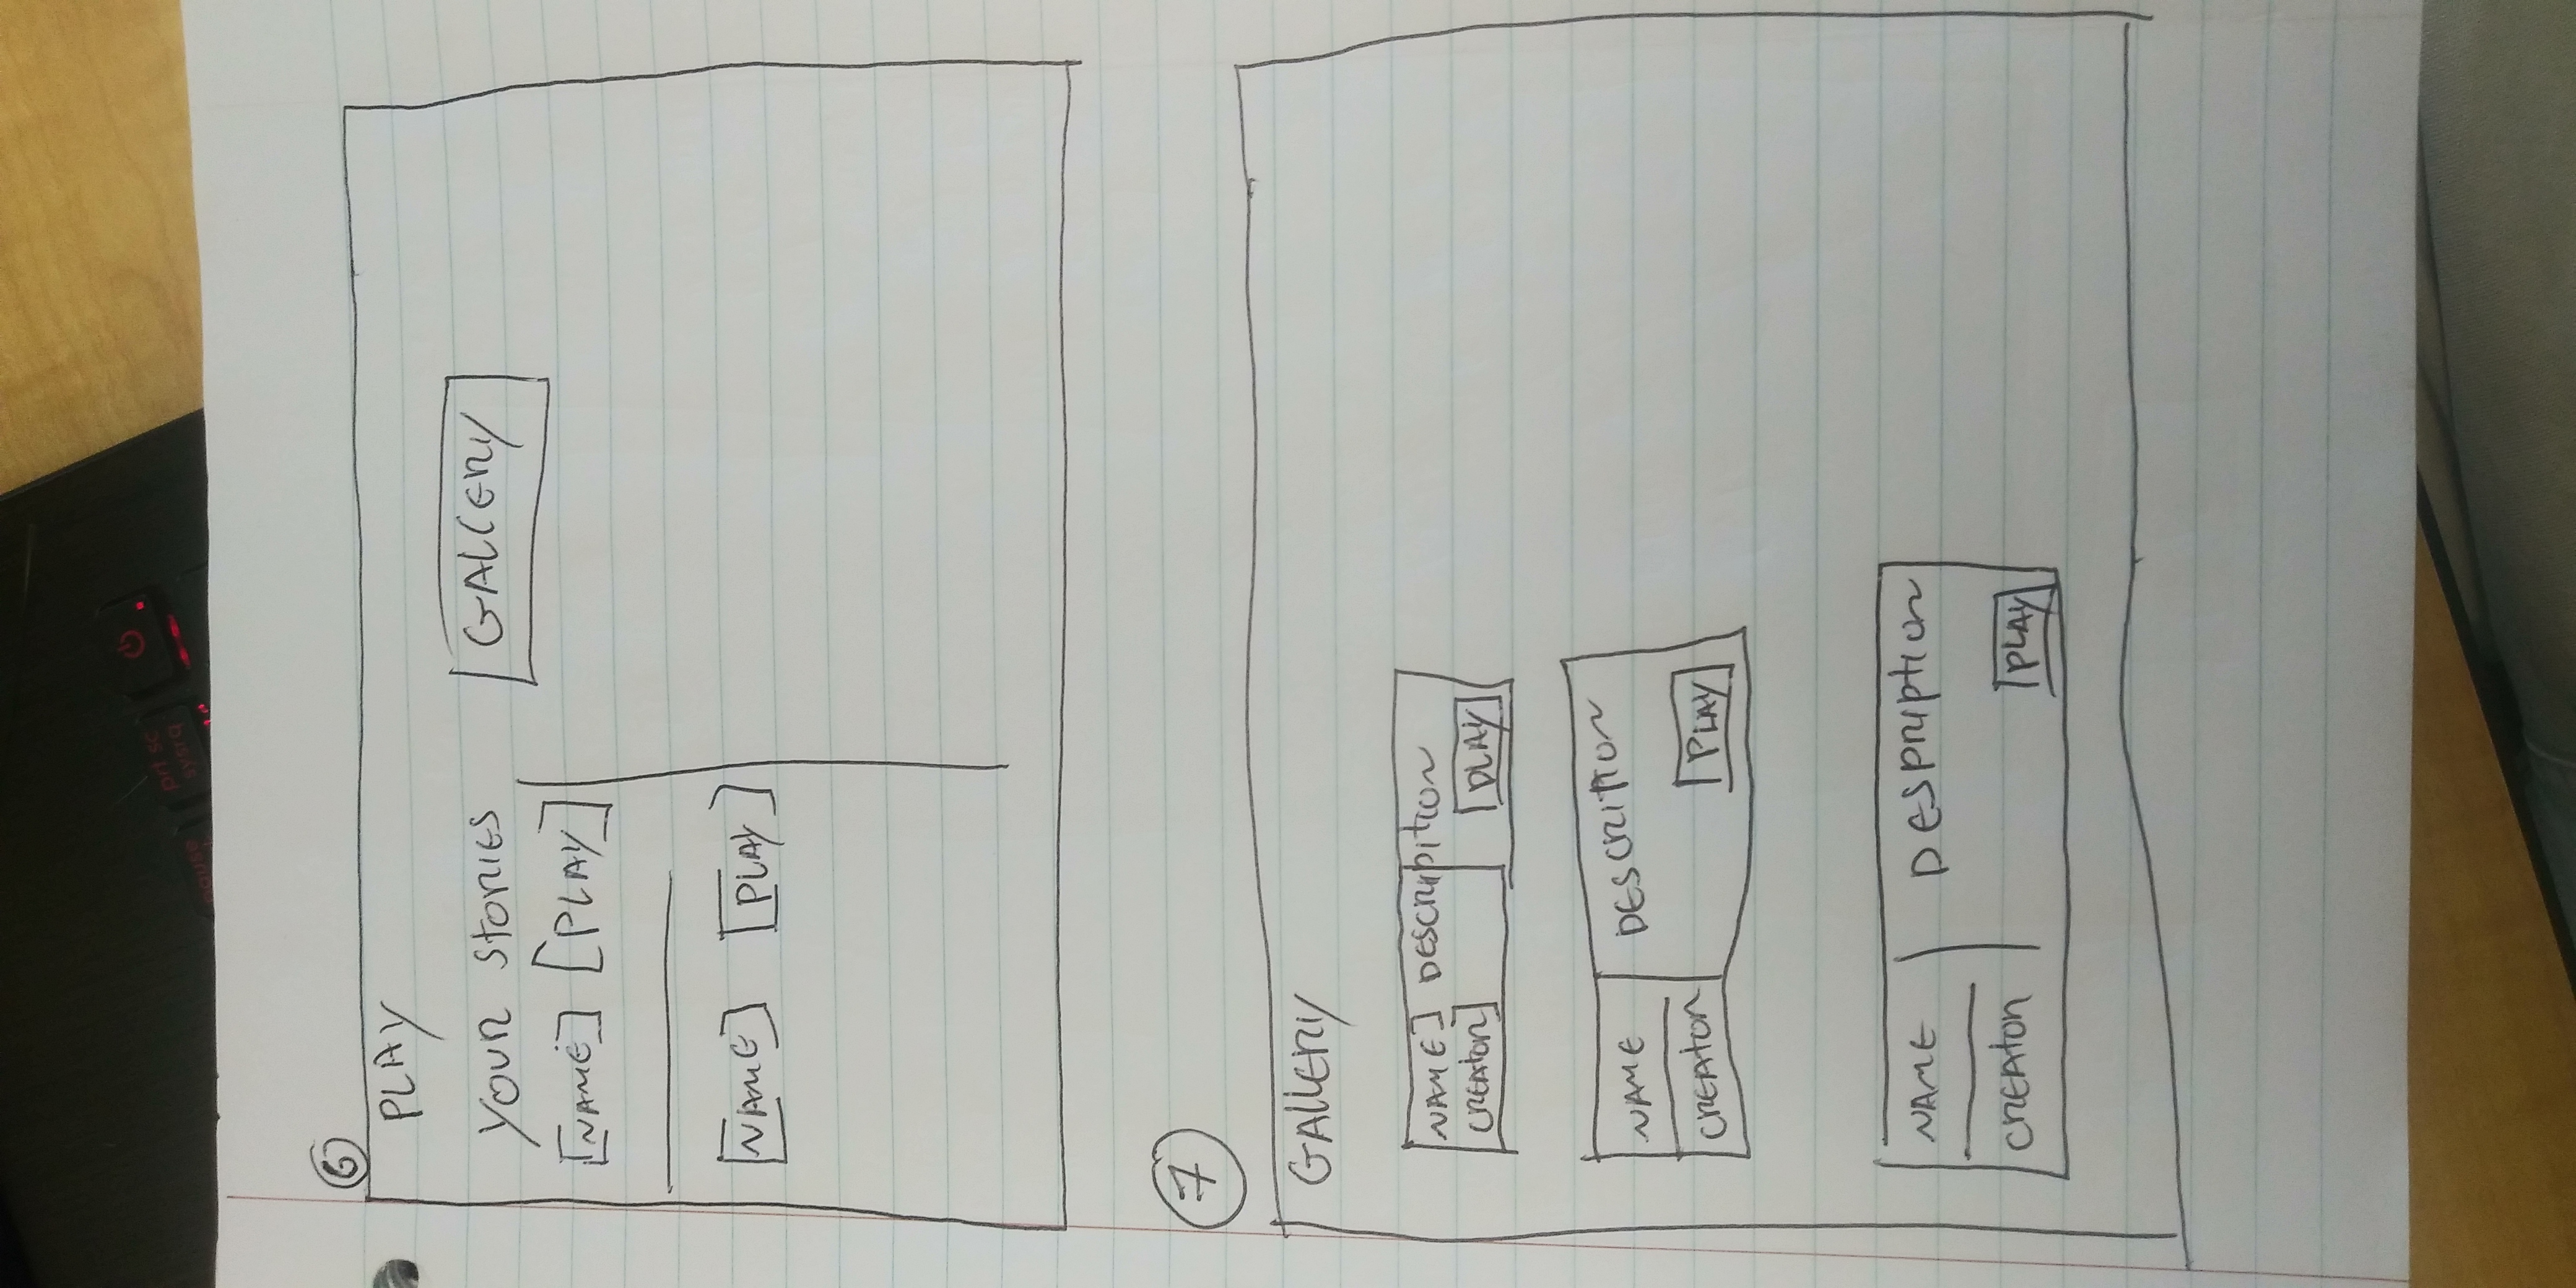 pause
prt sc
sysrq
6
PLAY
YOUR STORIES
GALLERY
[NAME] [PLAY]
[NAME] [PLAY]
7
GALLERY
NAME] DESCRIPITION
CREATOR] PLAY
NAME DESCRIPTION
CREATOR PLAY
NAME DESPRIPTION
CREATOR PLAY